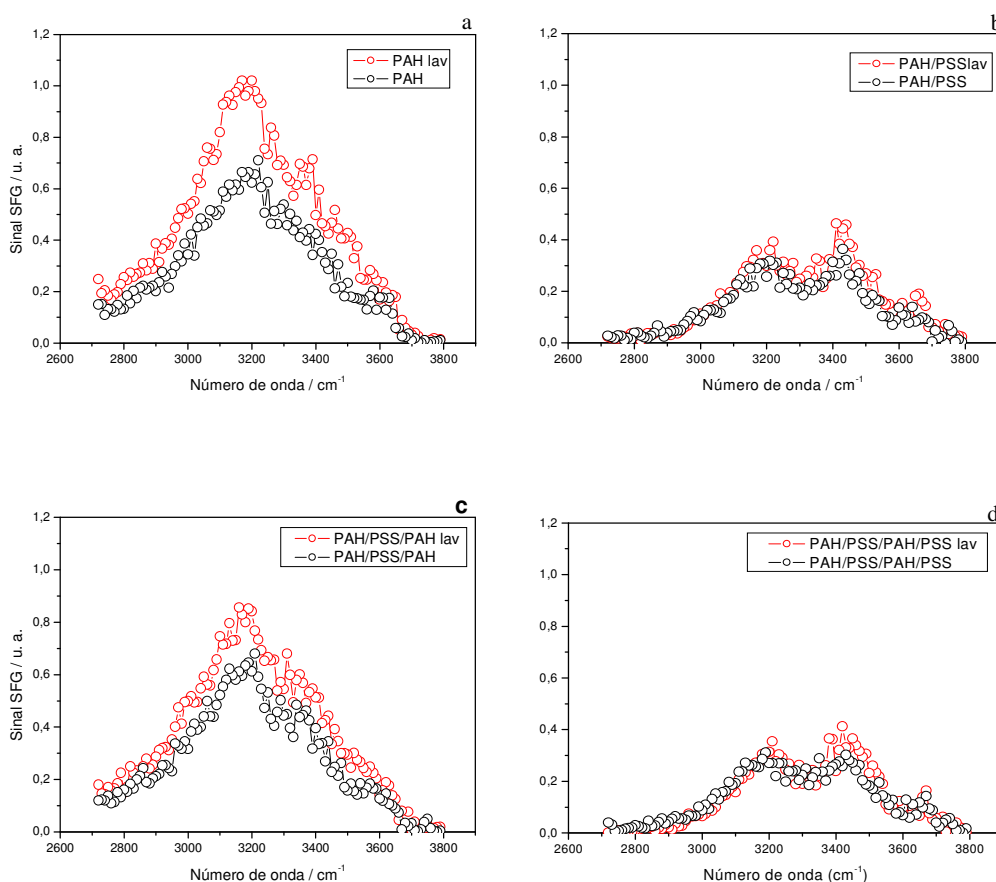 a
1,2
1,0
0,8
0,6
0,4
0,2
0,0
Sinal SFG / u. a.
PAH lav
PAH
2600 2800 3000 3200 3400 3600 3800
Número de onda / cm-1
b
1,2
1,0
0,8
0,6
0,4
0,2
0,0
PAH/PSSlav
PAH/PSS
2600 2800 3000 3200 3400 3600 3800
Número de onda / cm-1
c
1,2
1,0
0,8
0,6
0,4
0,2
0,0
Sinal SFG / u. a.
PAH/PSS/PAH lav
PAH/PSS/PAH
2600 2800 3000 3200 3400 3600 3800
Número de onda / cm-1
d
1,2
1,0
0,8
0,6
0,4
0,2
0,0
PAH/PSS/PAH/PSS lav
PAH/PSS/PAH/PSS
2600 2800 3000 3200 3400 3600 3800
Número de onda (cm-1)